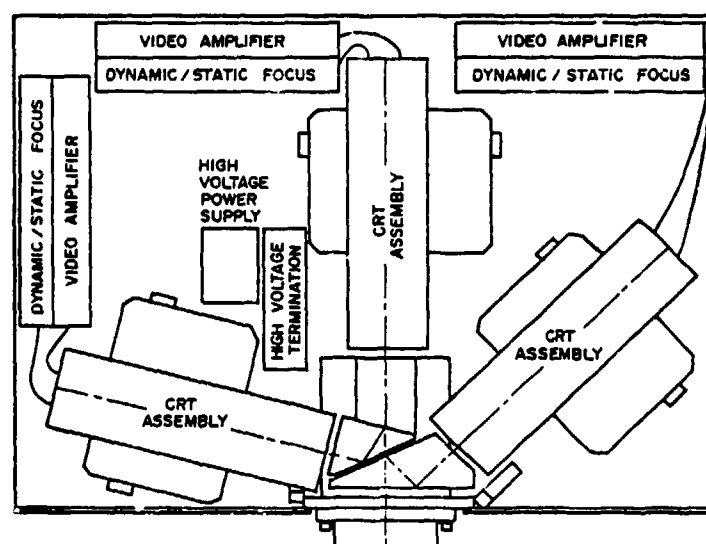 VIDEO AMPLIFIER
DYNAMIC / STATIC FOCUS
VIDEO AMPLIFIER
DYNAMIC / STATIC FOCUS
DYNAMIC / STATIC FOCUS
VIDEO AMPLIFIER
HIGH
VOLTAGE
POWER
SUPPLY
HIGH VOLTAGE
TERMINATION
CRT
ASSEMBLY
CRT
ASSEMBLY
CRT
ASSEMBLY